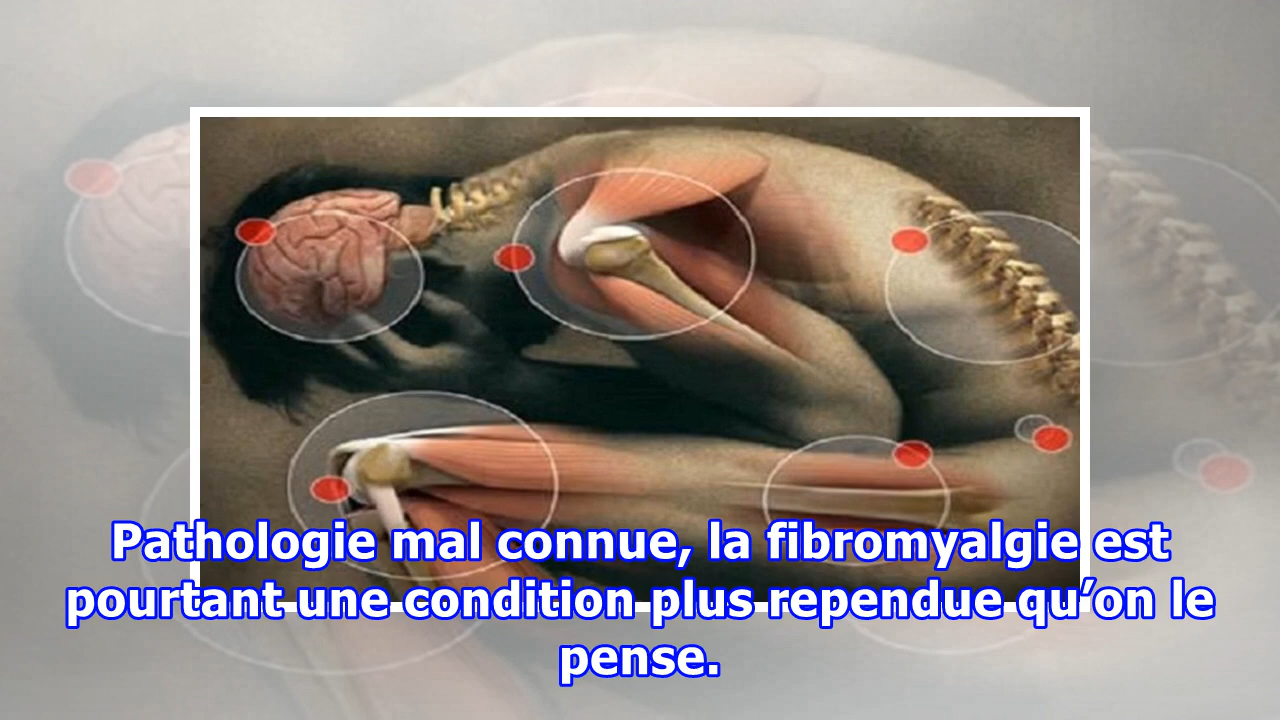 Pathologie mal connue, la fibromyalgie est
pourtant une condition plus rependue qu’on le
pense.